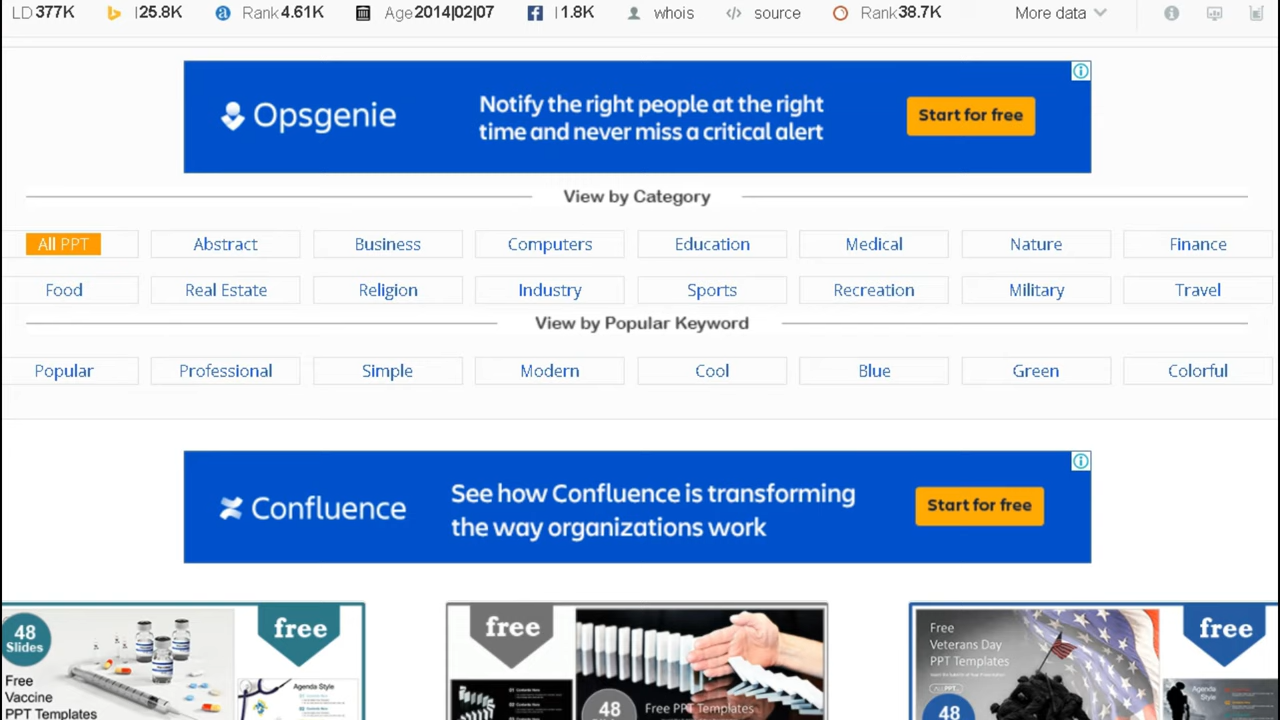 LD 377K I 25.8K Rank 4.61K Age 2014|02|07 I 1.8K whois source Rank 38.7K More data
Opsgenie
Notify the right people at the right
time and never miss a critical alert
Start for free
View by Category
All PPT Abstract Business Computers Education Medical Nature Finance
Food Real Estate Religion Industry Sports Recreation Military Travel
View by Popular Keyword
Popular Professional Simple Modern Cool Blue Green Colorful
Confluence
See how Confluence is transforming
the way organizations work
Start for free
48
Slides
free
Free
Vaccine
PPT Templates
Agenda Style
free
48
Free PPT Templates
Free
Veterans Day
PPT Templates
free
48
Agenda
Style